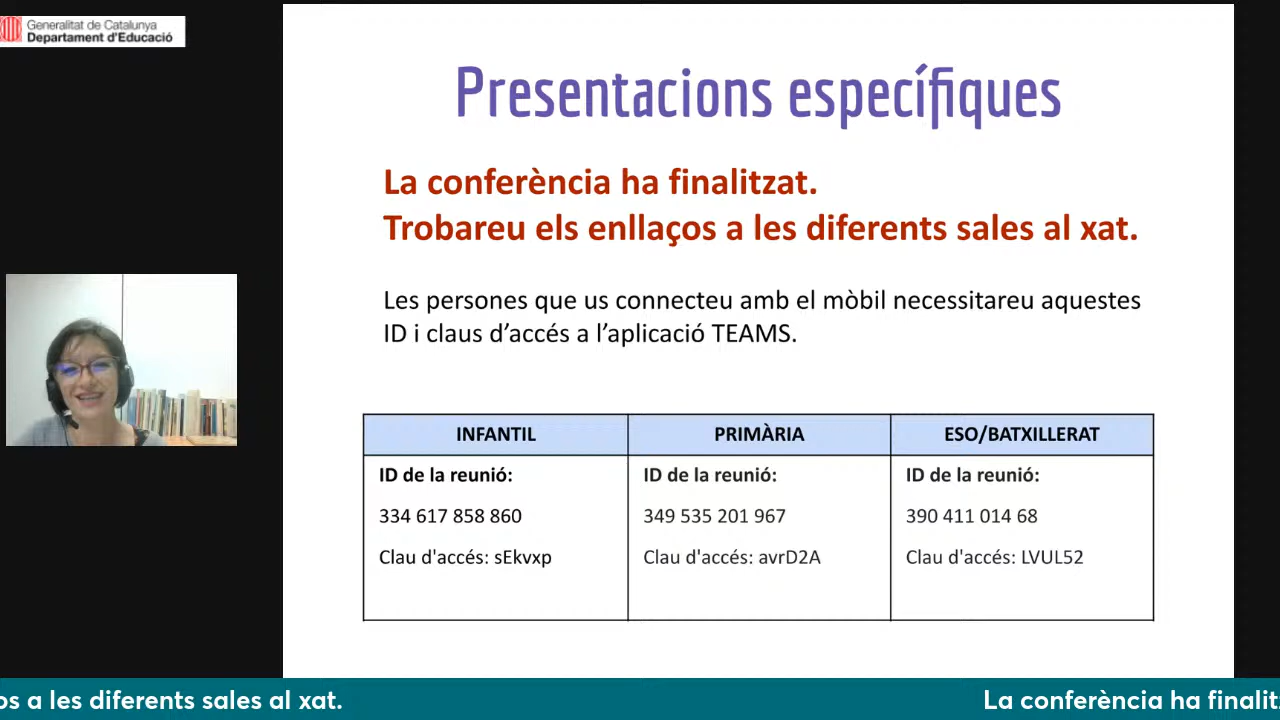 Generalitat de Catalunya
Departament d'Educació
Presentacions específiques
La conferència ha finalitzat.
Trobareu els enllaços a les diferents sales al xat.
Les persones que us connecteu amb el mòbil necessitareu aquestes
ID i claus d’accés a l’aplicació TEAMS.
INFANTIL
PRIMÀRIA
ESO/BATXILLERAT
ID de la reunió:
334 617 858 860
Clau d'accés: sEkvxp
ID de la reunió:
349 535 201 967
Clau d'accés: avrD2A
ID de la reunió:
390 411 014 68
Clau d'accés: LVUL52
os a les diferents sales al xat.
La conferència ha finalitz